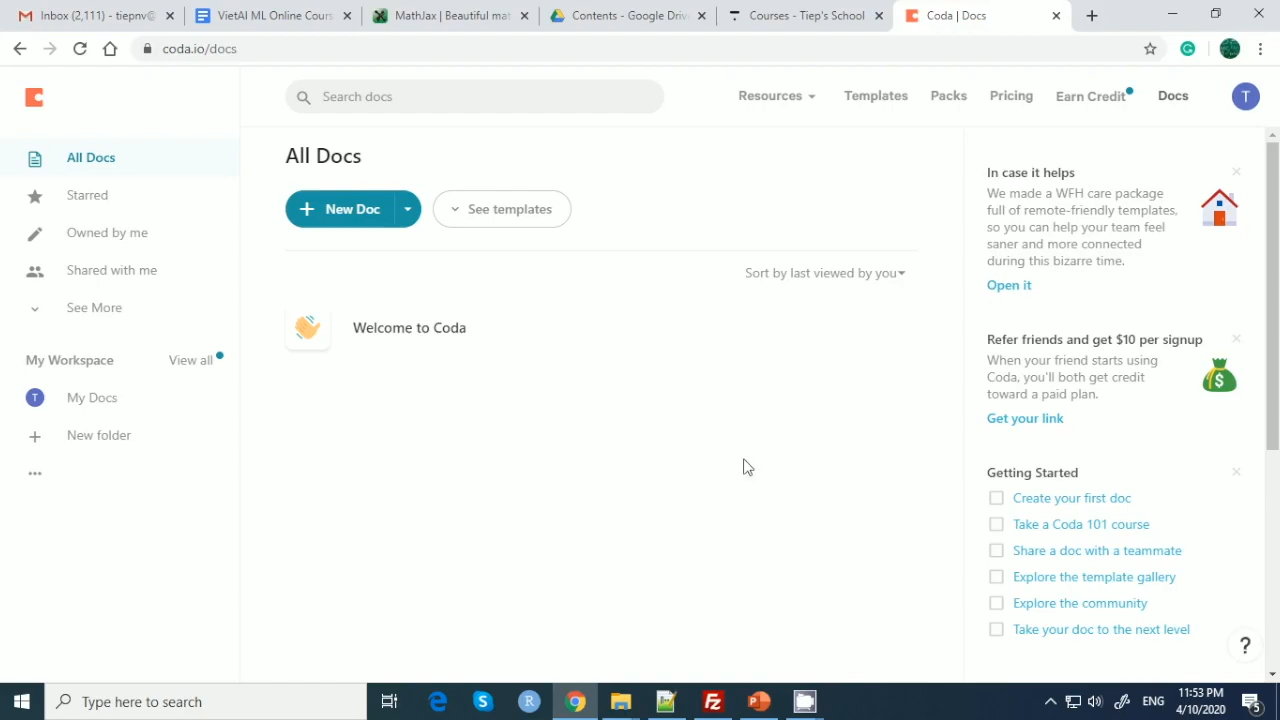 Inbox (2,111) - tiepnv@
VietAI ML Online Cours
MathJax | Beautiful mat
Contents - Google Driv
Courses - Tiep's School
Coda | Docs
coda.io/docs
Search docs
Resources
Templates
Packs
Pricing
Earn Credit
Docs
T
All Docs
Starred
Owned by me
Shared with me
See More
My Workspace
View all
T
My Docs
New folder
All Docs
New Doc
See templates
Sort by last viewed by you
Welcome to Coda
In case it helps
We made a WFH care package
full of remote-friendly templates,
so you can help your team feel
saner and more connected
during this bizarre time.
Open it
Refer friends and get $10 per signup
When your friend starts using
Coda, you'll both get credit
toward a paid plan.
Get your link
Getting Started
Create your first doc
Take a Coda 101 course
Share a doc with a teammate
Explore the template gallery
Explore the community
Take your doc to the next level
?
Type here to search
ENG
11:53 PM
4/10/2020
5